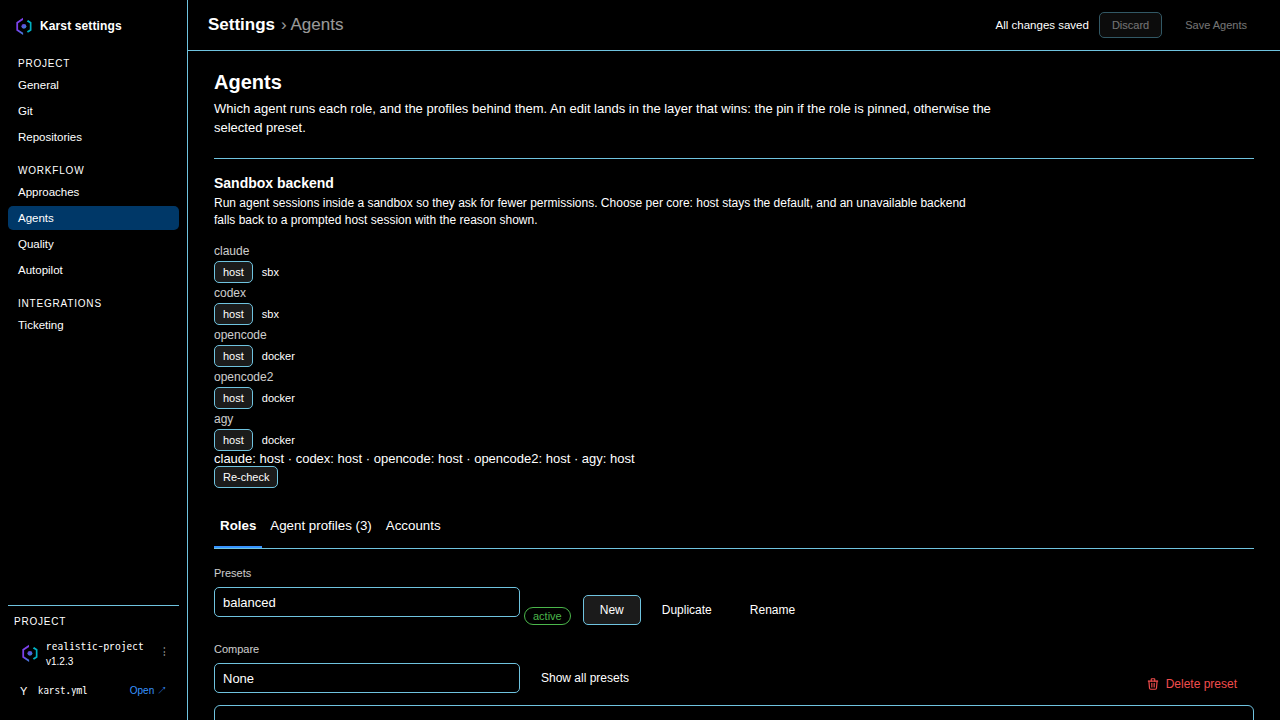 Karst settings
PROJECT
General
Git
Repositories
WORKFLOW
Approaches
Agents
Quality
Autopilot
INTEGRATIONS
Ticketing
PROJECT
realistic-project
v1.2.3
Y karst.yml Open ↗
Settings › Agents
All changes saved Discard Save Agents
Agents
Which agent runs each role, and the profiles behind them. An edit lands in the layer that wins: the pin if the role is pinned, otherwise the
selected preset.
Sandbox backend
Run agent sessions inside a sandbox so they ask for fewer permissions. Choose per core: host stays the default, and an unavailable backend
falls back to a prompted host session with the reason shown.
claude
host sbx
codex
host sbx
opencode
host docker
opencode2
host docker
agy
host docker
claude: host · codex: host · opencode: host · opencode2: host · agy: host
Re-check
Roles Agent profiles (3) Accounts
Presets
balanced active New Duplicate Rename
Compare
None Show all presets Delete preset